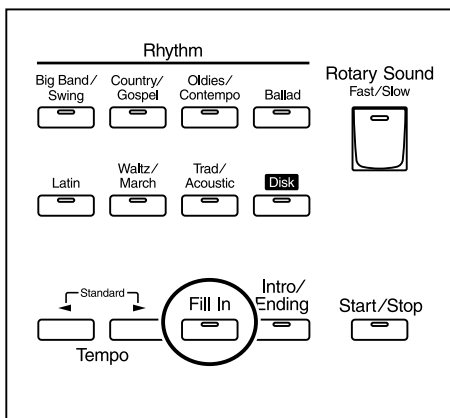 Rhythm
Big Band/
Swing
Country/
Gospel
Oldies/
Contempo
Ballad
Rotary Sound
Fast/Slow
Latin
Waltz/
March
Trad/
Acoustic
Disk
Standard
Tempo
Fill In
Intro/
Ending
Start/Stop